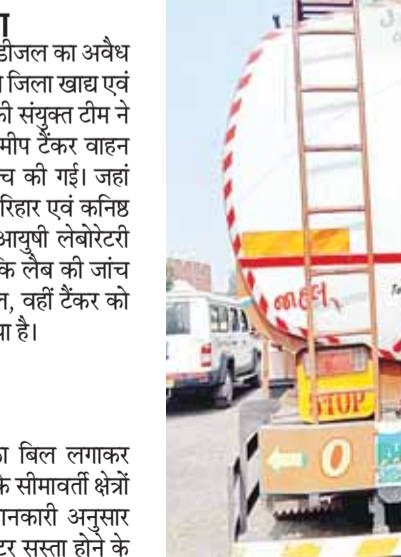 डीजल का अवैध
जिला खाद्य एवं
की संयुक्त टीम ने
मीप टैंकर वाहन
च की गई। जहां
रिहार एवं कनिष्ठ
आयुषी लेबोरेटरी
कि लैब की जांच
न, वहीं टैंकर को
या है।
ा बिल लगाकर
के सीमावर्ती क्षेत्रों
ानकारी अनुसार
टर सस्ता होने के
STOP
0